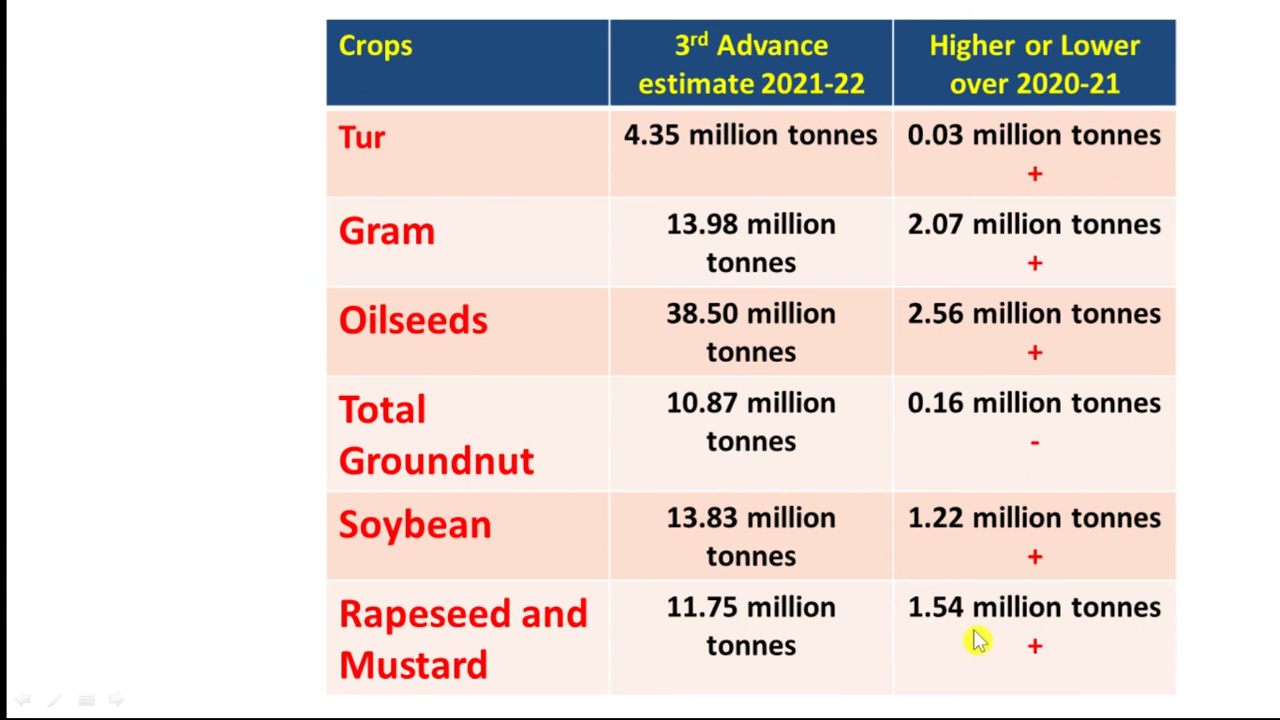 Crops
3rd Advance
estimate 2021-22
Higher or Lower
over 2020-21
Tur
4.35 million tonnes
0.03 million tonnes
+
Gram
13.98 million
tonnes
2.07 million tonnes
+
Oilseeds
38.50 million
tonnes
2.56 million tonnes
+
Total
Groundnut
10.87 million
tonnes
0.16 million tonnes
-
Soybean
13.83 million
tonnes
1.22 million tonnes
+
Rapeseed and
Mustard
11.75 million
tonnes
1.54 million tonnes
+